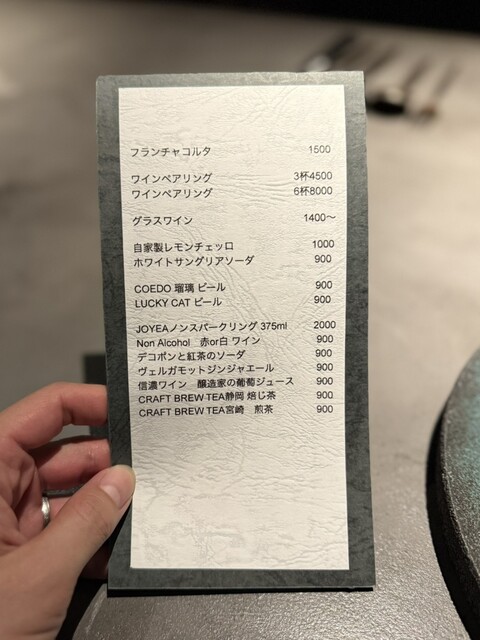 フランチャコルタ 1500
ワインペアリング 3杯4500
ワインペアリング 6杯8000
グラスワイン 1400〜
自家製レモンチェッロ 1000
ホワイトサングリアソーダ 900
COEDO 瑠璃 ビール 900
LUCKY CAT ビール 900
JOYEAノンスパークリング 375ml 2000
Non Alcohol 赤or白 ワイン 900
デコポンと紅茶のソーダ 900
ヴェルガモットジンジャエール 900
信濃ワイン 醸造家の葡萄ジュース 900
CRAFT BREW TEA静岡 焙じ茶 900
CRAFT BREW TEA宮崎 煎茶 900